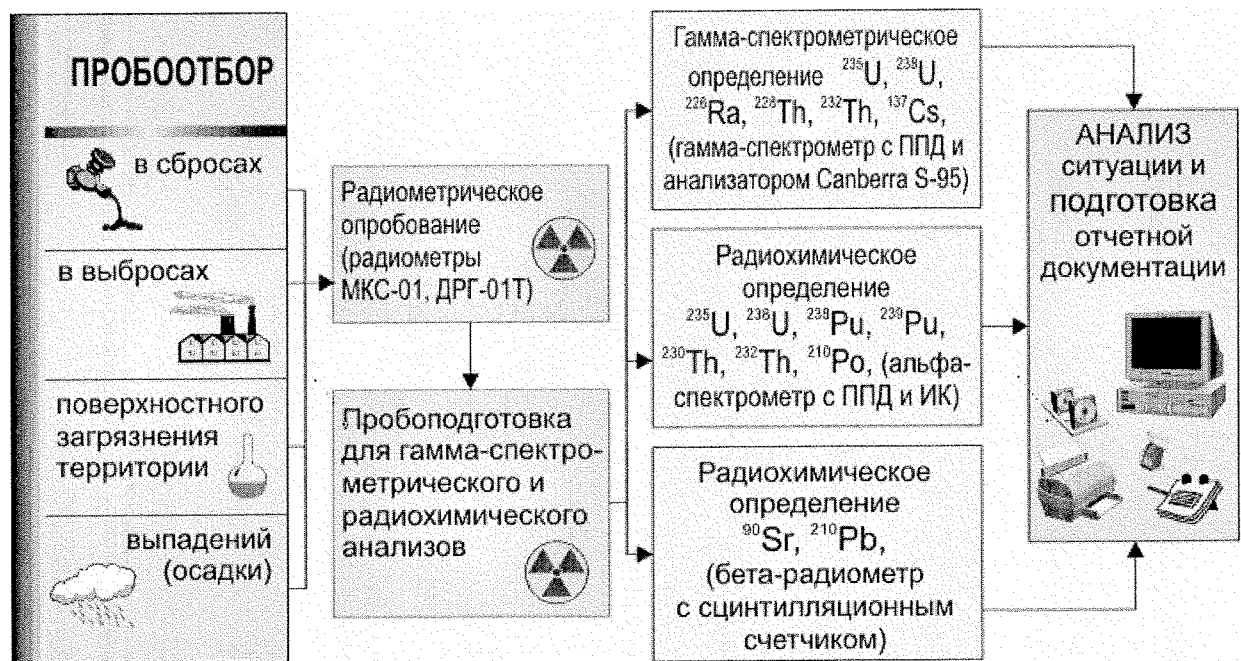 ПРОБООТБОР
в сбросах
в выбросах
поверхностного
загрязнения
территории
выпадений
(осадки)
Радиометрическое
опробование
(радиометры
МКС-01, ДРГ-01Т)
Пробоподготовка
для гамма-спектро-
метрического и
радиохимического
анализов
Гамма-спектрометрическое
определение ²³⁵U, ²³⁸U,
²²⁶Ra, ²²⁸Th, ²³²Th, ¹³⁷Cs,
(гамма-спектрометр с ППД и
анализатором Canberra S-95)
Радиохимическое
определение
²³⁵U, ²³⁸U, ²³⁸Pu, ²³⁹Pu,
²³⁰Th, ²³²Th, ²¹⁰Po, (альфа-
спектрометр с ППД и ИК)
Радиохимическое
определение
⁹⁰Sr, ²¹⁰Pb,
(бета-радиометр
с сцинтилляционным
счетчиком)
АНАЛИЗ
ситуации и
подготовка
отчетной
документации